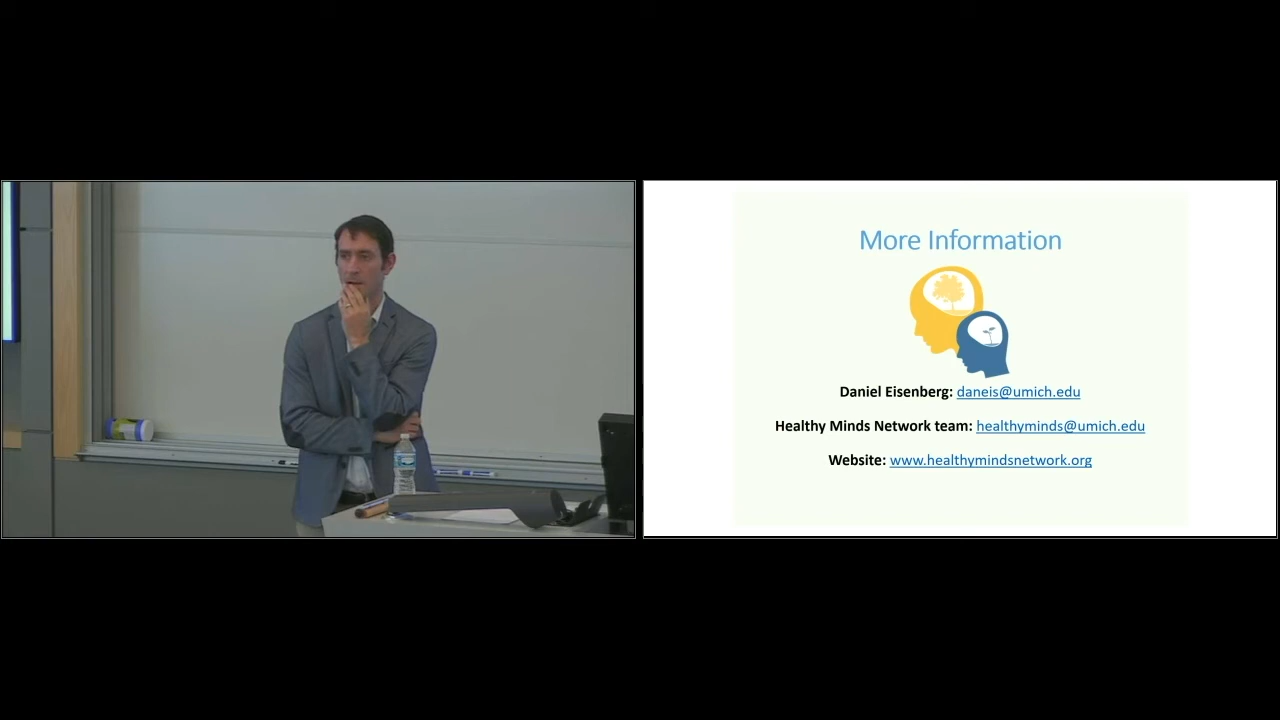 More Information
Daniel Eisenberg: daneis@umich.edu
Healthy Minds Network team: healthyminds@umich.edu
Website: www.healthymindsnetwork.org